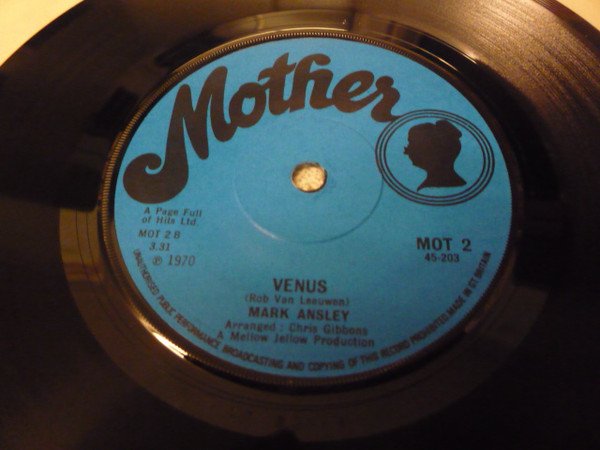 Mother
A Page Full
of Hits Ltd.
MOT 2 B
3.31
℗ 1970
MOT 2
45-203
VENUS
(Rob Van Leeuwen)
MARK ANSLEY
Arranged : Chris Gibbons
A Mellow Jellow Production
UNAUTHORISED PUBLIC PERFORMANCE, BROADCASTING AND COPYING OF THIS RECORD PROHIBITED MADE IN GT. BRITAIN